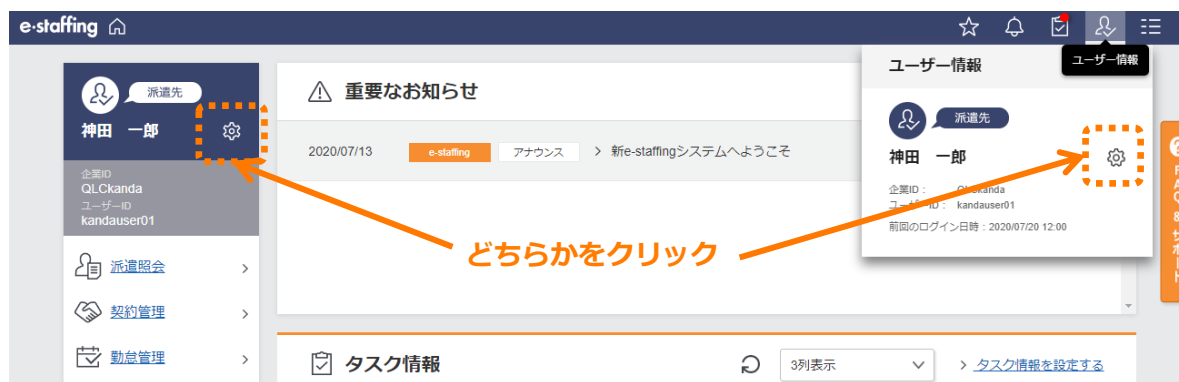 e-staffing
ユーザー情報
派遣先
神田　一郎
企業ID
QLCkanda
ユーザーID
kandauser01
派遣照会
契約管理
勤怠管理
重要なお知らせ
2020/07/13 e-staffing アナウンス > 新e-staffingシステムへようこそ
どちらかをクリック
タスク情報
3列表示
> タスク情報を設定する
ユーザー情報
派遣先
神田　一郎
企業ID： QLCkanda
ユーザーID： kandauser01
前回のログイン日時：2020/07/20 12:00
FAQ&サポート